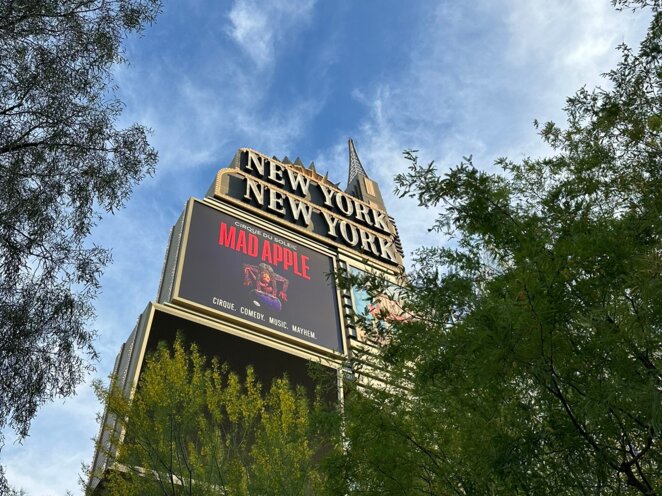 NEW YORK
NEW YORK
CIRQUE DU SOLEIL
MAD APPLE
CIRQUE. COMEDY. MUSIC. MAYHEM.